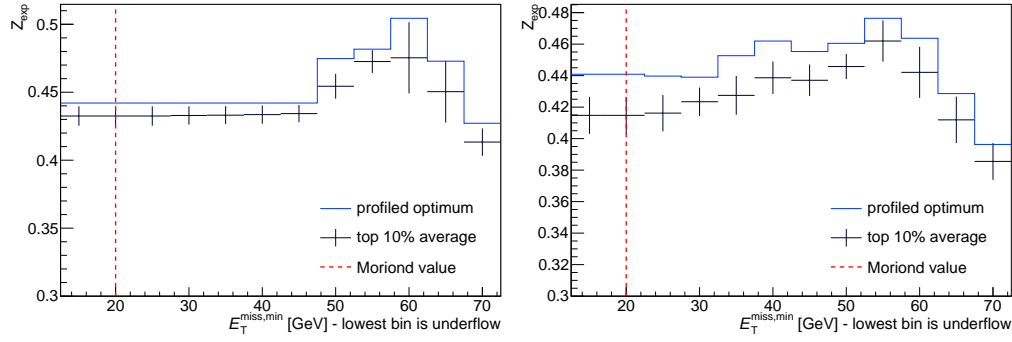 Z_exp
0.5
0.45
0.4
0.35
0.3
profiled optimum
top 10% average
Moriond value
20 30 40 50 60 70
E_T^miss,min [GeV] - lowest bin is underflow
Z_exp
0.48
0.46
0.44
0.42
0.4
0.38
0.36
0.34
0.32
0.3
profiled optimum
top 10% average
Moriond value
20 30 40 50 60 70
E_T^miss,min [GeV] - lowest bin is underflow